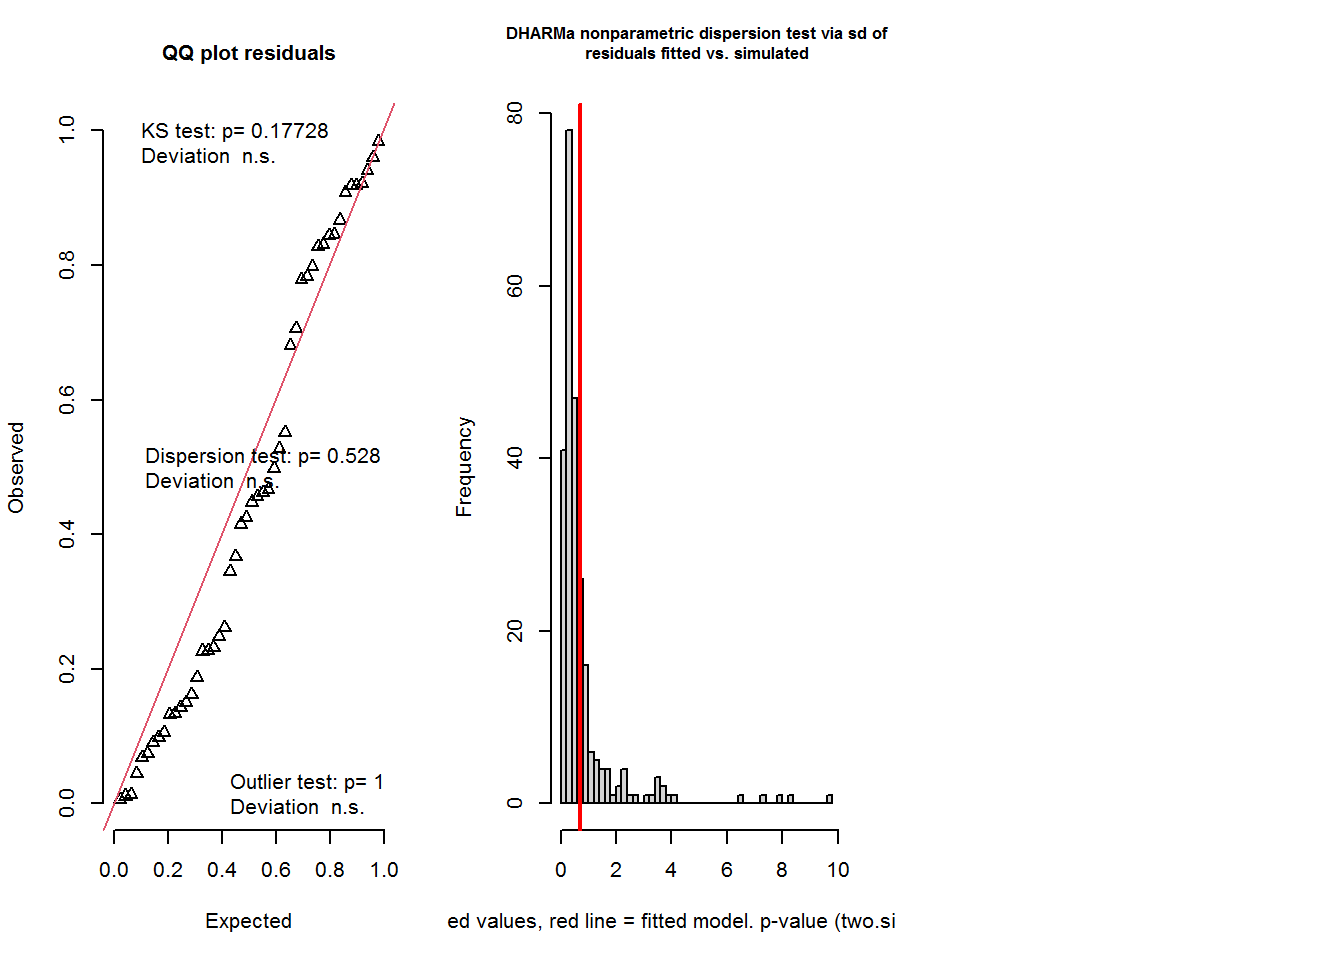 QQ plot residuals
KS test: p= 0.17728
Deviation  n.s.
Dispersion test: p= 0.528
Deviation  n.s.
Outlier test: p= 1
Deviation  n.s.
Observed
0.0 0.2 0.4 0.6 0.8 1.0
0.0 0.2 0.4 0.6 0.8 1.0
Expected
DHARMa nonparametric dispersion test via sd of
residuals fitted vs. simulated
Frequency
0 20 40 60 80
0 2 4 6 8 10
ed values, red line = fitted model. p-value (two.si